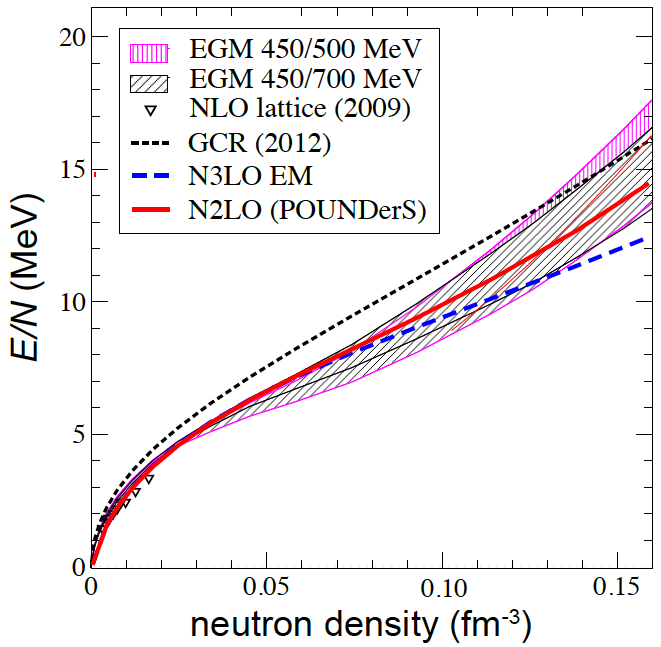 20
15
10
5
0
E/N (MeV)
EGM 450/500 MeV
EGM 450/700 MeV
NLO lattice (2009)
GCR (2012)
N3LO EM
N2LO (POUNDerS)
0 0.05 0.10 0.15
neutron density (fm⁻³)